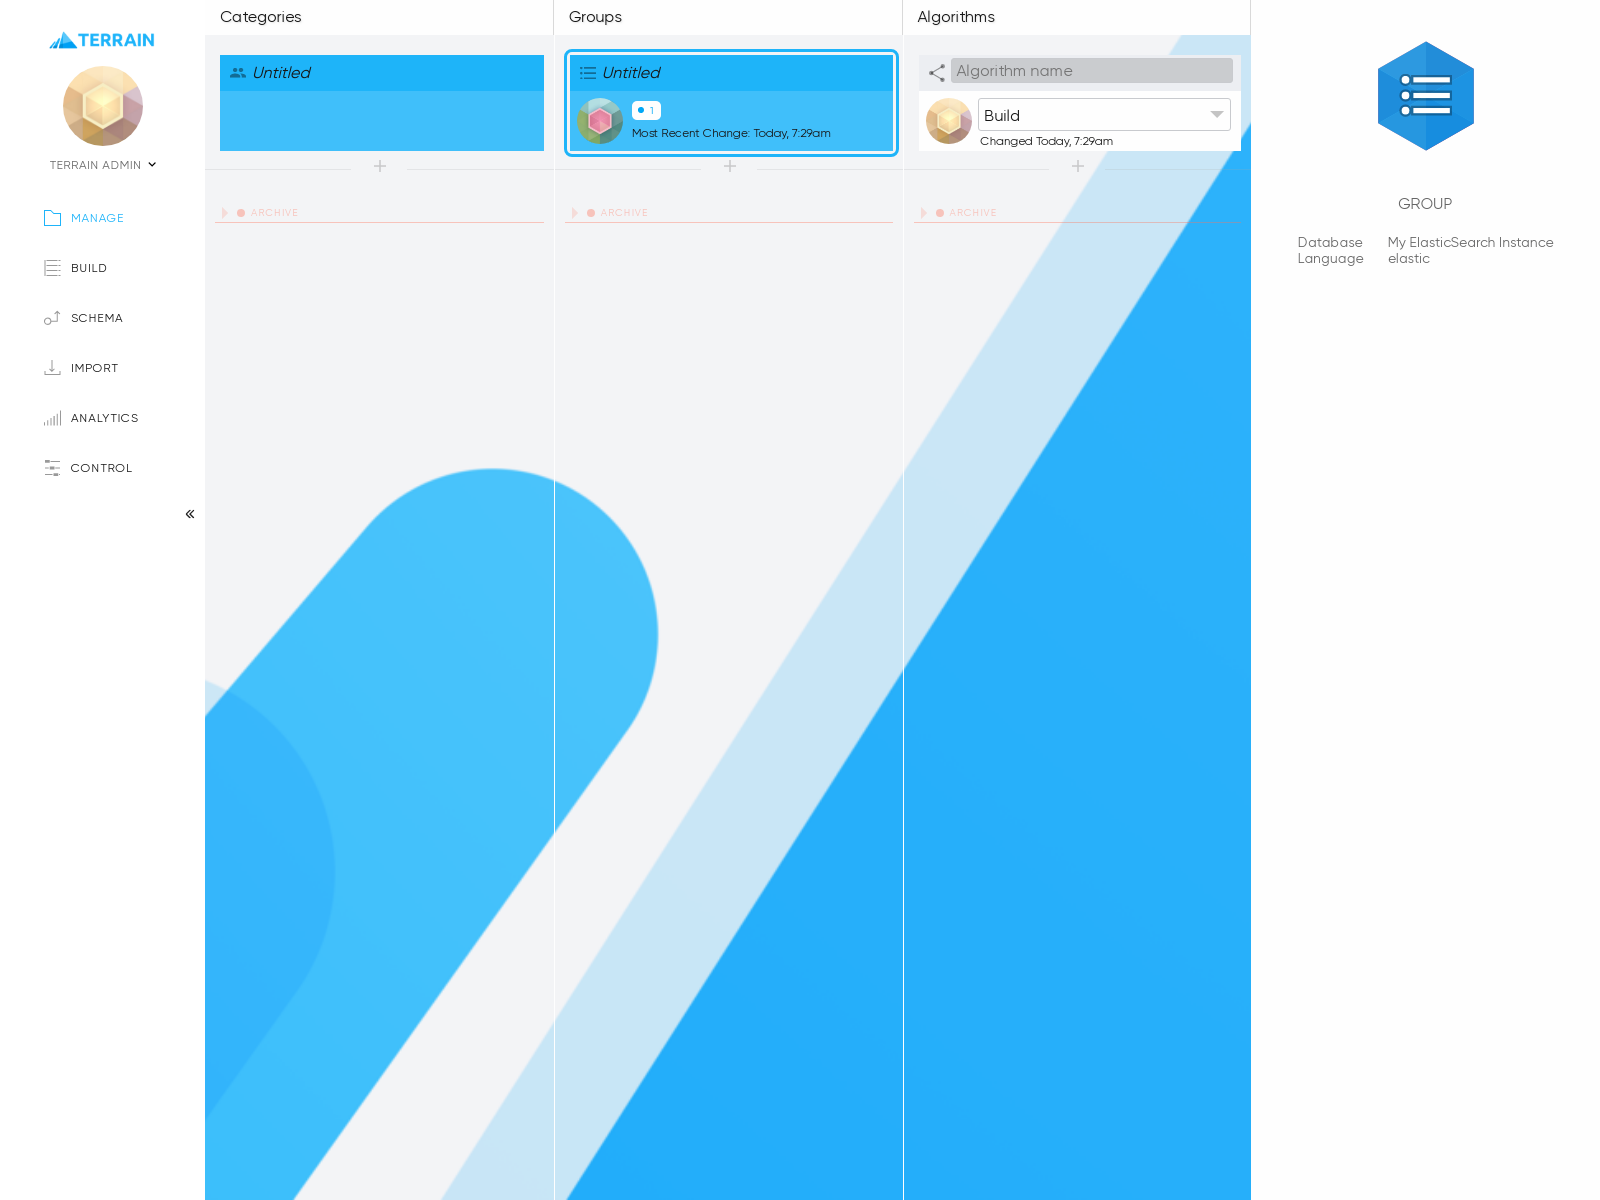 TERRAIN
TERRAIN ADMIN
MANAGE
BUILD
SCHEMA
IMPORT
ANALYTICS
CONTROL
Categories
Untitled
ARCHIVE
Groups
Untitled
1
Most Recent Change: Today, 7:29am
ARCHIVE
Algorithms
Algorithm name
Build
Changed Today, 7:29am
ARCHIVE
GROUP
Database My ElasticSearch Instance
Language elastic